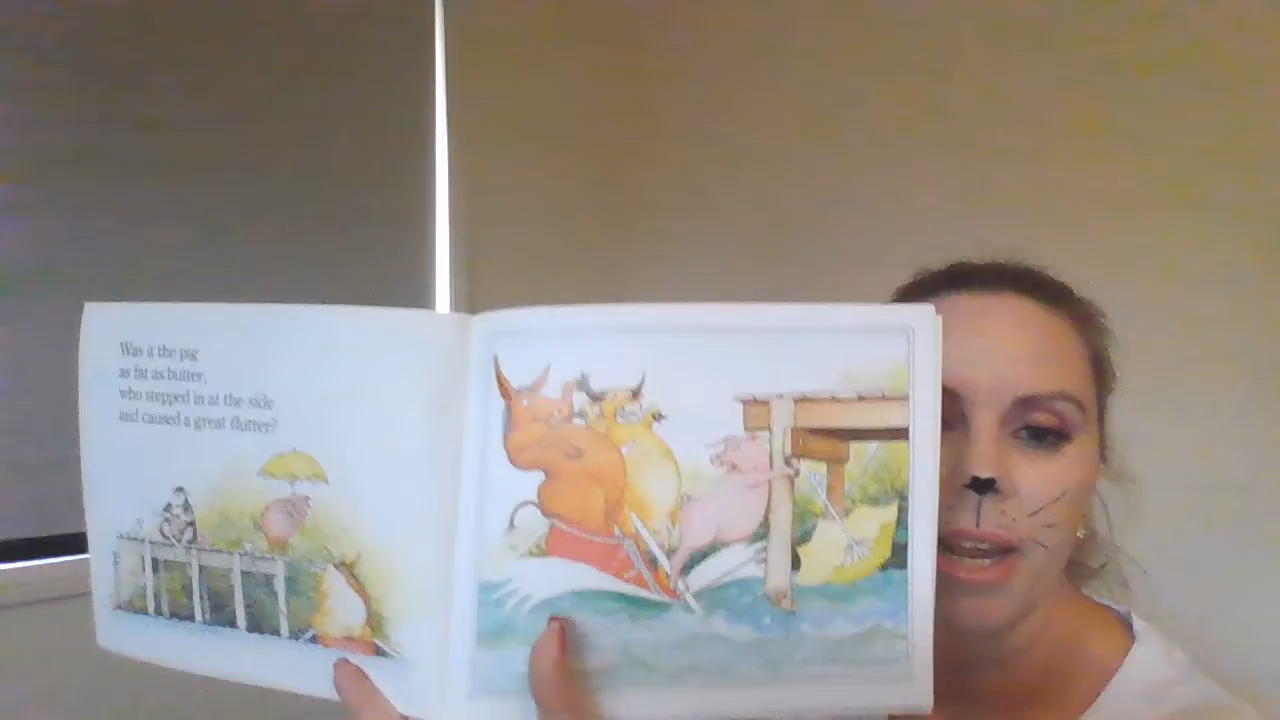 Was it the pig
as fat as butter,
who stepped in at the side
and caused a great flutter?